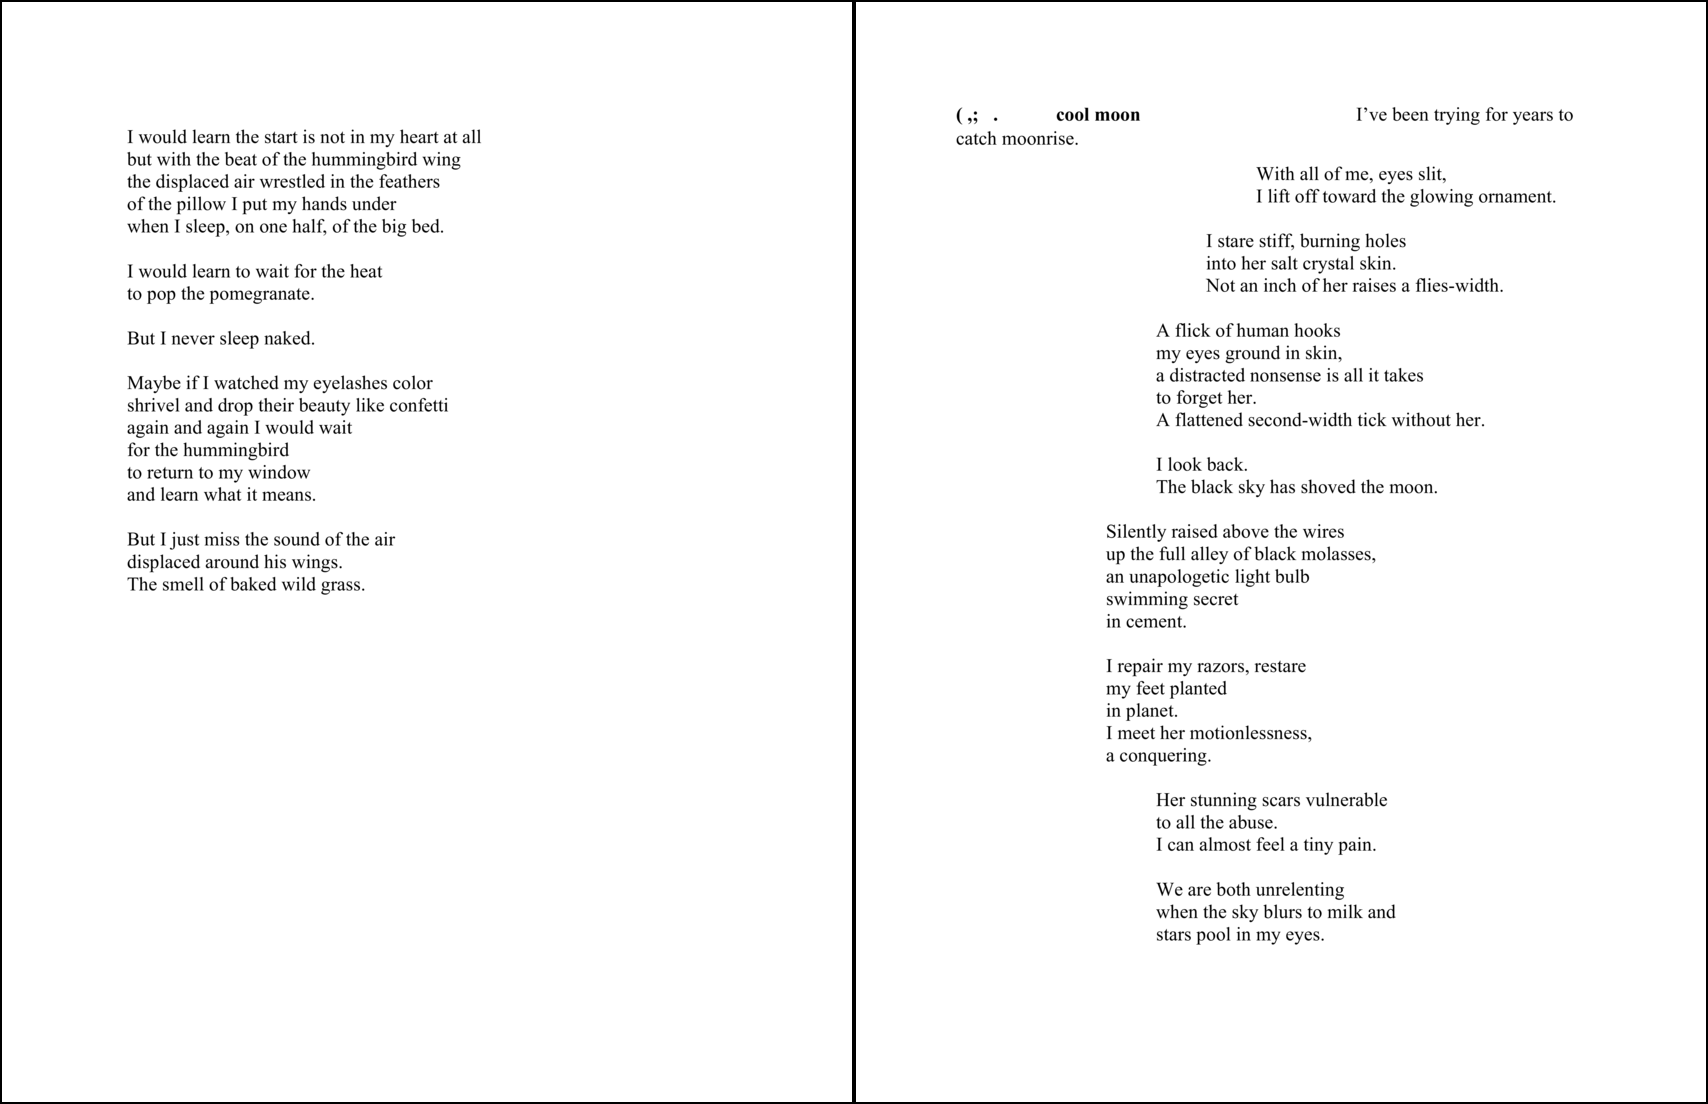 I would learn the start is not in my heart at all
but with the beat of the hummingbird wing
the displaced air wrestled in the feathers
of the pillow I put my hands under
when I sleep, on one half, of the big bed.
I would learn to wait for the heat
to pop the pomegranate.
But I never sleep naked.
Maybe if I watched my eyelashes color
shrivel and drop their beauty like confetti
again and again I would wait
for the hummingbird
to return to my window
and learn what it means.
But I just miss the sound of the air
displaced around his wings.
The smell of baked wild grass.
( ,; . cool moon I’ve been trying for years to
catch moonrise.
With all of me, eyes slit,
I lift off toward the glowing ornament.
I stare stiff, burning holes
into her salt crystal skin.
Not an inch of her raises a flies-width.
A flick of human hooks
my eyes ground in skin,
a distracted nonsense is all it takes
to forget her.
A flattened second-width tick without her.
I look back.
The black sky has shoved the moon.
Silently raised above the wires
up the full alley of black molasses,
an unapologetic light bulb
swimming secret
in cement.
I repair my razors, restare
my feet planted
in planet.
I meet her motionlessness,
a conquering.
Her stunning scars vulnerable
to all the abuse.
I can almost feel a tiny pain.
We are both unrelenting
when the sky blurs to milk and
stars pool in my eyes.